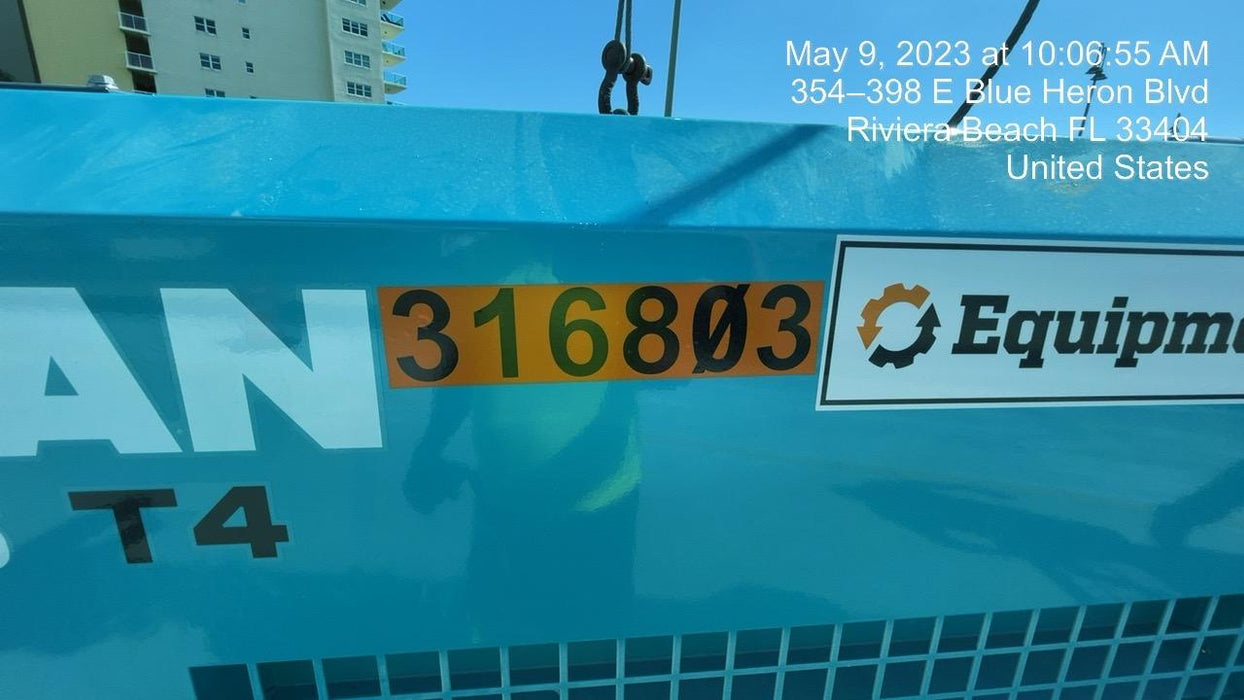 May 9, 2023 at 10:06:55 AM
354–398 E Blue Heron Blvd
Riviera Beach FL 33404
United States
AN
3168Ø3
Equipme
T4